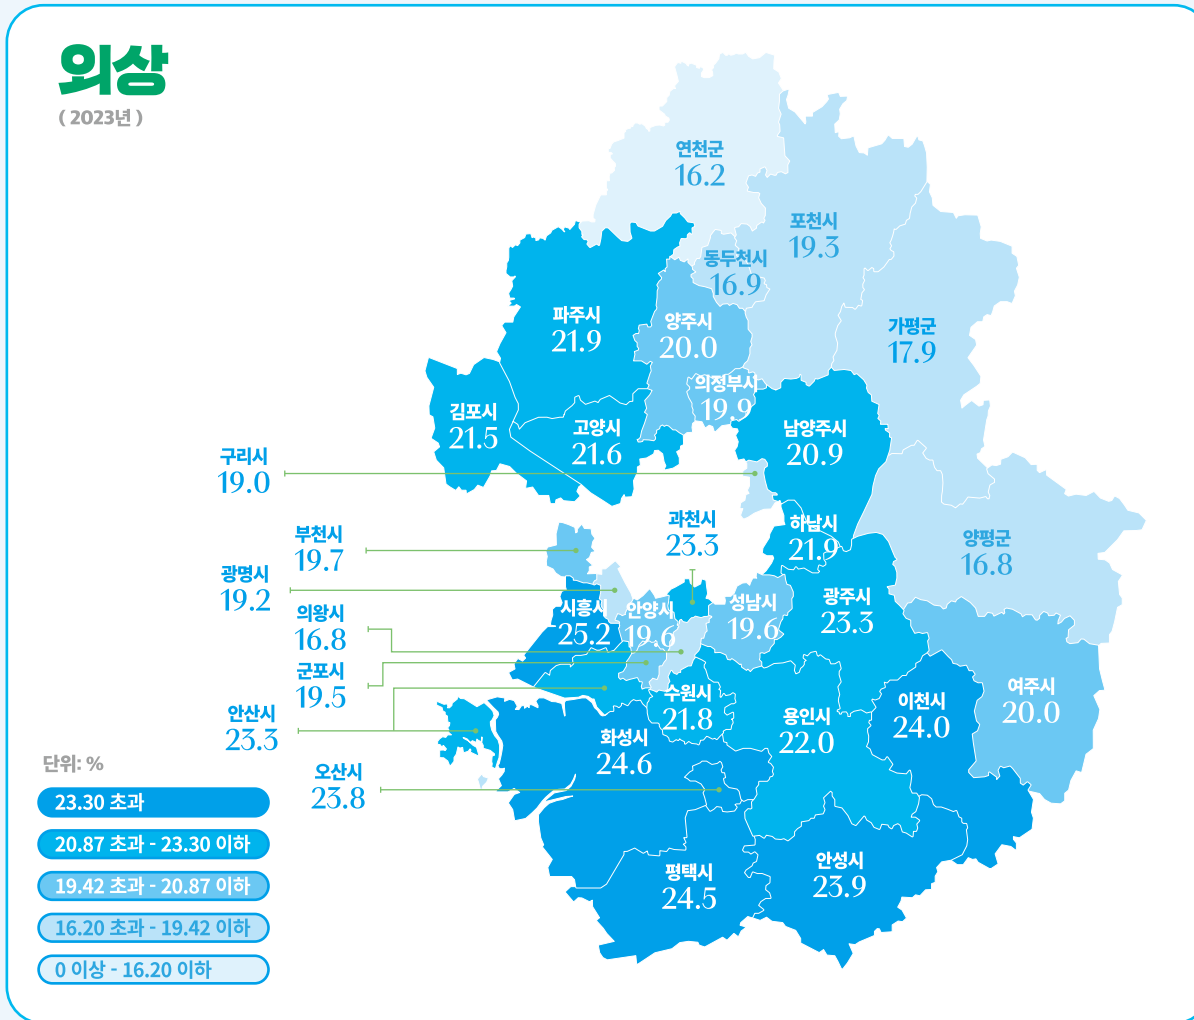 외상
( 2023년 )
연천군
16.2
포천시
19.3
동두천시
16.9
파주시
21.9
양주시
20.0
가평군
17.9
의정부시
19.9
김포시
21.5
고양시
21.6
남양주시
20.9
구리시
19.0
과천시
23.3
하남시
21.9
양평군
16.8
부천시
19.7
광명시
19.2
시흥시
25.2
안양시
19.6
성남시
19.6
광주시
23.3
의왕시
16.8
군포시
19.5
수원시
21.8
용인시
22.0
이천시
24.0
여주시
20.0
안산시
23.3
화성시
24.6
오산시
23.8
평택시
24.5
안성시
23.9
단위: %
23.30 초과
20.87 초과 - 23.30 이하
19.42 초과 - 20.87 이하
16.20 초과 - 19.42 이하
0 이상 - 16.20 이하